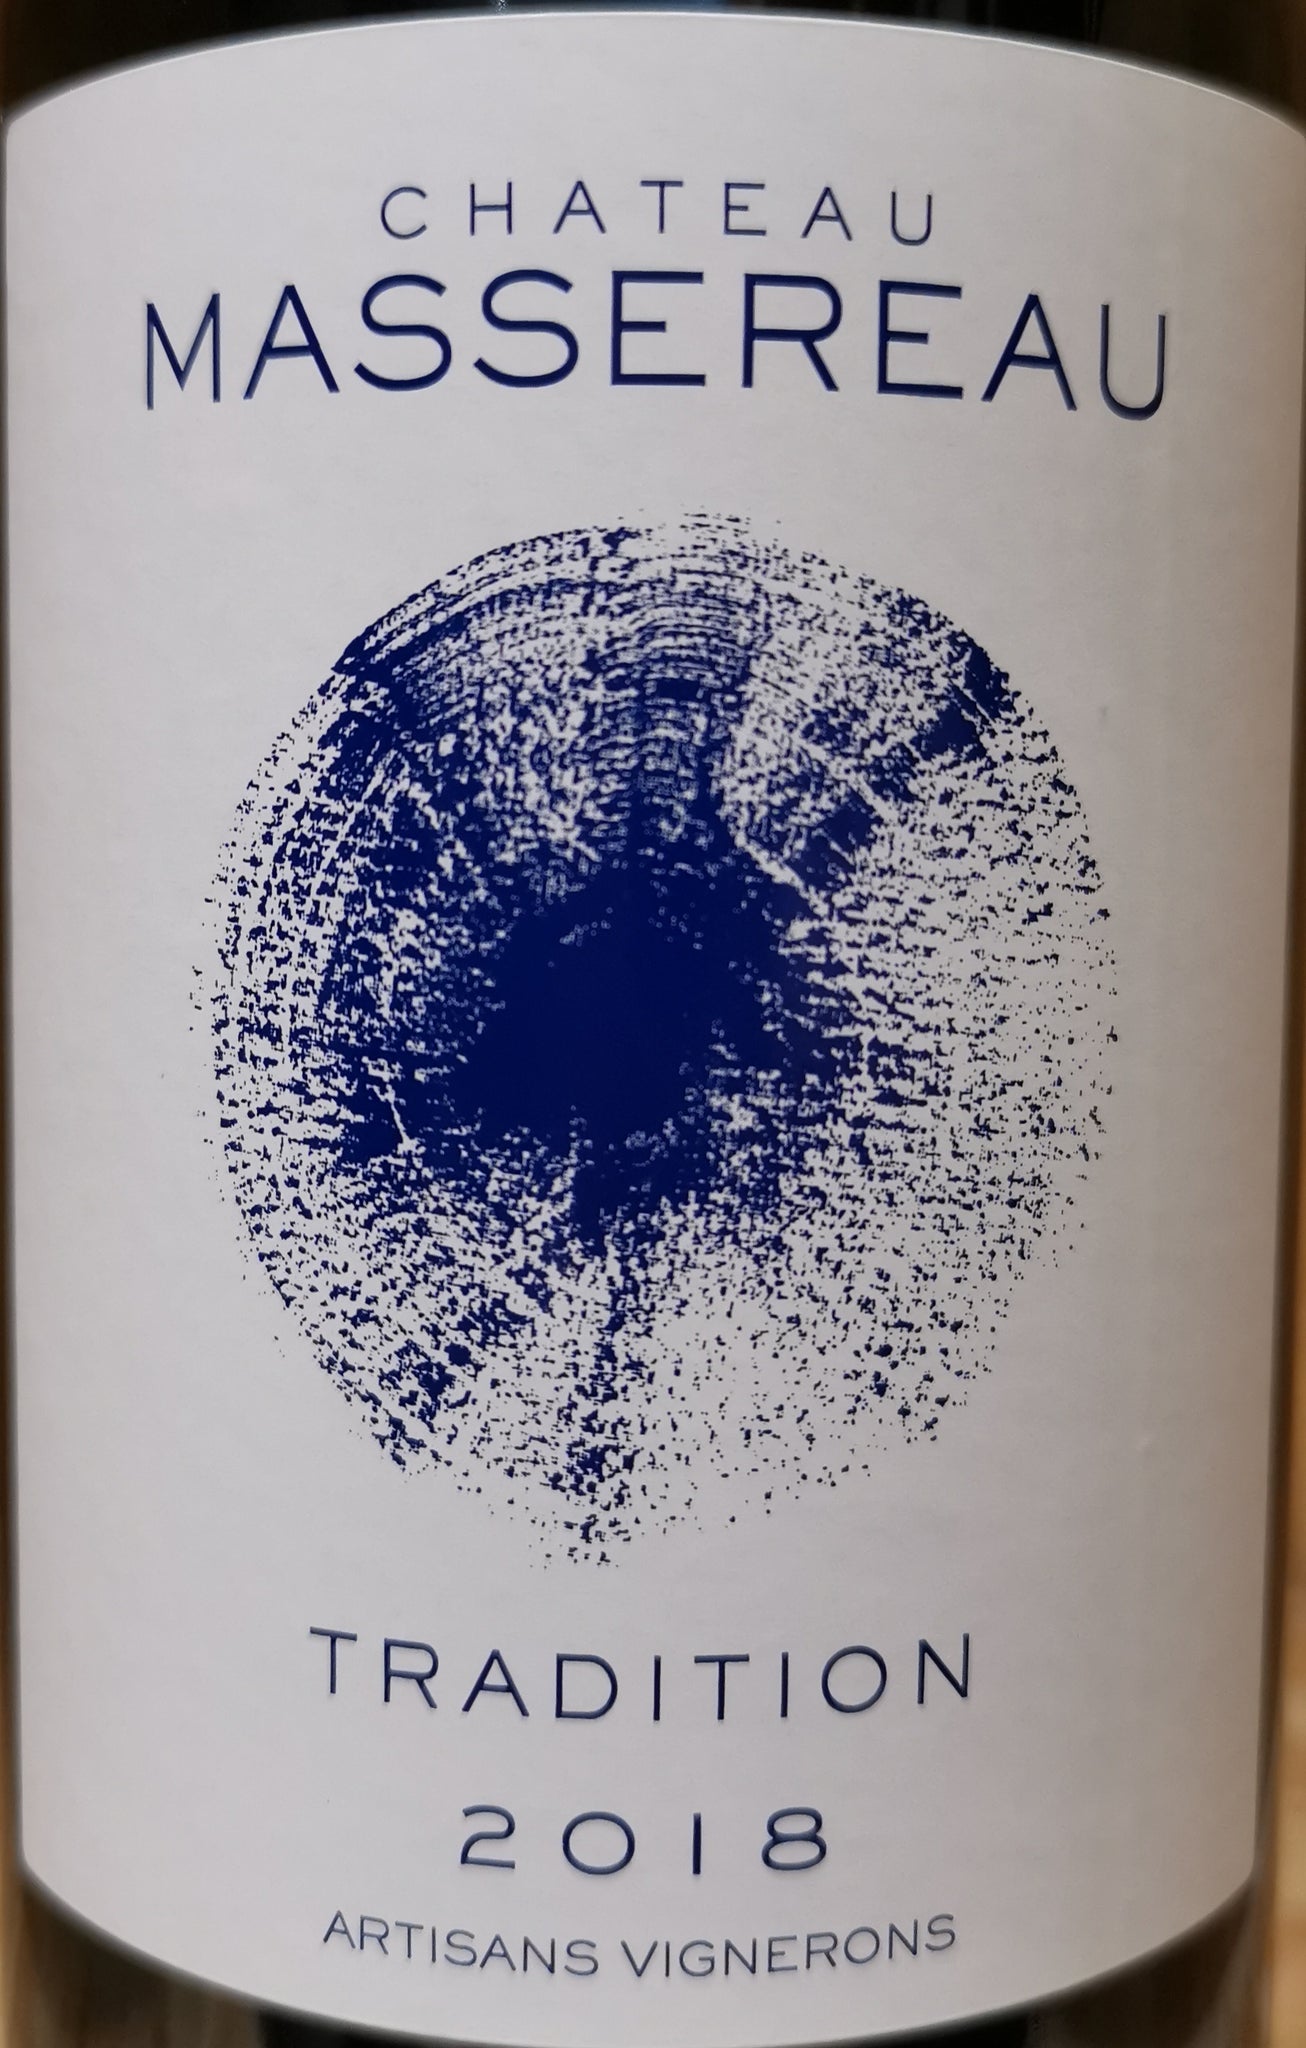 CHATEAU
MASSEREAU
TRADITION
2018
ARTISANS VIGNERONS